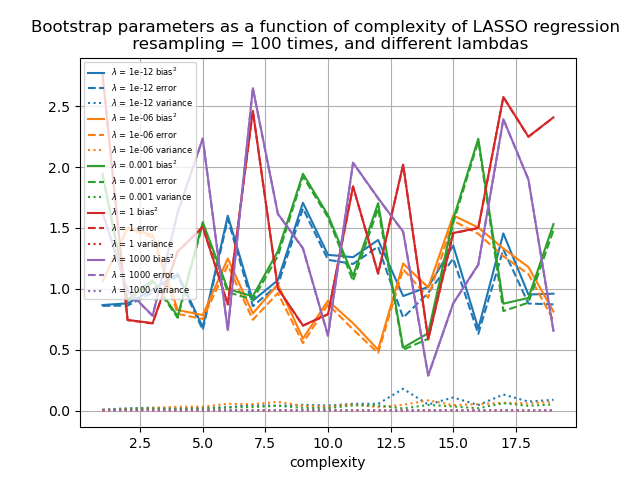 Bootstrap parameters as a function of complexity of LASSO regression
resampling = 100 times, and different lambdas
λ = 1e-12 bias²
λ = 1e-12 error
λ = 1e-12 variance
λ = 1e-06 bias²
λ = 1e-06 error
λ = 1e-06 variance
λ = 0.001 bias²
λ = 0.001 error
λ = 0.001 variance
λ = 1 bias²
λ = 1 error
λ = 1 variance
λ = 1000 bias²
λ = 1000 error
λ = 1000 variance
2.5
2.0
1.5
1.0
0.5
0.0
2.5 5.0 7.5 10.0 12.5 15.0 17.5
complexity